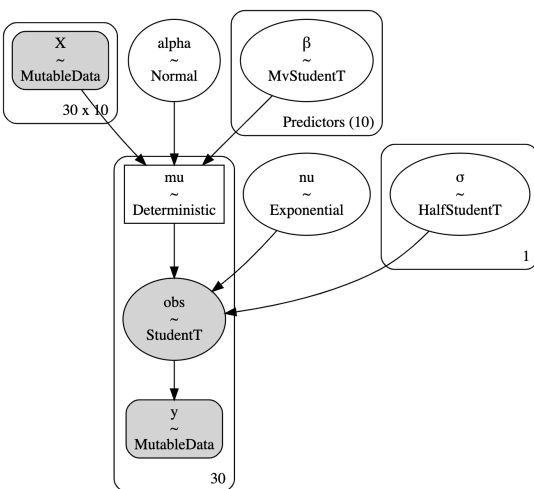 X
~
MutableData
30 x 10
alpha
~
Normal
β
~
MvStudentT
Predictors (10)
mu
~
Deterministic
nu
~
Exponential
σ
~
HalfStudentT
1
obs
~
StudentT
y
~
MutableData
30